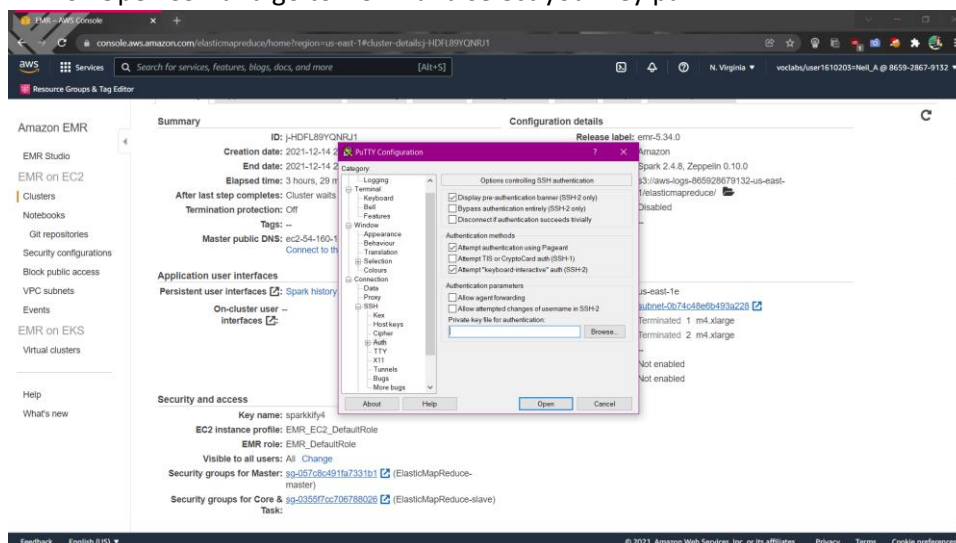 EMR – AWS Console
console.aws.amazon.com/elasticmapreduce/home?region=us-east-1#cluster-details:j-HDFL89YQNRJ1
aws Services Search for services, features, blogs, docs, and more [Alt+S] N. Virginia voclabs/user1610203=Neil_A @ 8659-2867-9132
Resource Groups & Tag Editor
Amazon EMR
EMR Studio
EMR on EC2
Clusters
Notebooks
Git repositories
Security configurations
Block public access
VPC subnets
Events
EMR on EKS
Virtual clusters
Help
What's new
Summary
ID: j-HDFL89YQNRJ1
Creation date: 2021-12-14 2
End date: 2021-12-14 2
Elapsed time: 3 hours, 29 m
After last step completes: Cluster waits
Termination protection: Off
Tags: --
Master public DNS: ec2-54-160-1
Connect to th
Application user interfaces
Persistent user interfaces : Spark history
On-cluster user --
interfaces :
Security and access
Key name: sparkkify4
EC2 instance profile: EMR_EC2_DefaultRole
EMR role: EMR_DefaultRole
Visible to all users: All Change
Security groups for Master: sg-057c8c491fa7331b1 (ElasticMapReduce-
master)
Security groups for Core & sg-0355f7cc706788026 (ElasticMapReduce-slave)
Task:
Configuration details
Release label: emr-5.34.0
Amazon
Spark 2.4.8, Zeppelin 0.10.0
s3://aws-logs-865928679132-us-east-
1/elasticmapreduce/
Disabled
--
us-east-1e
subnet-0b74c48e6b493a228
Terminated 1 m4.xlarge
Terminated 2 m4.xlarge
--
Not enabled
Not enabled
PuTTY Configuration ? ×
Category:
Logging
Terminal
Keyboard
Bell
Features
Window
Appearance
Behaviour
Translation
Selection
Colours
Connection
Data
Proxy
SSH
Kex
Host keys
Cipher
Auth
TTY
X11
Tunnels
Bugs
More bugs
Options controlling SSH authentication
Display pre-authentication banner (SSH-2 only)
Bypass authentication entirely (SSH-2 only)
Disconnect if authentication succeeds trivially
Authentication methods
Attempt authentication using Pageant
Attempt TIS or CryptoCard auth (SSH-1)
Attempt "keyboard-interactive" auth (SSH-2)
Authentication parameters
Allow agent forwarding
Allow attempted changes of username in SSH-2
Private key file for authentication:
Browse...
About Help Open Cancel
Feedback English (US) © 2021, Amazon Web Services, Inc. or its affiliates. Privacy Terms Cookie preferences